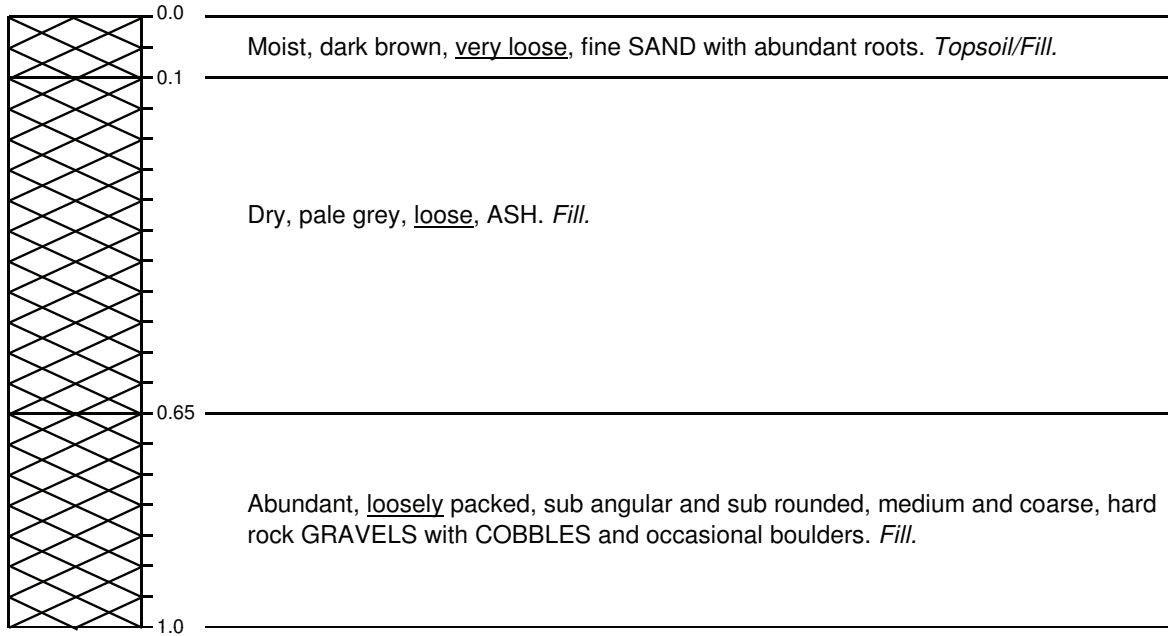 0.0
Moist, dark brown, very loose, fine SAND with abundant roots. Topsoil/Fill.
0.1
Dry, pale grey, loose, ASH. Fill.
0.65
Abundant, loosely packed, sub angular and sub rounded, medium and coarse, hard
rock GRAVELS with COBBLES and occasional boulders. Fill.
1.0